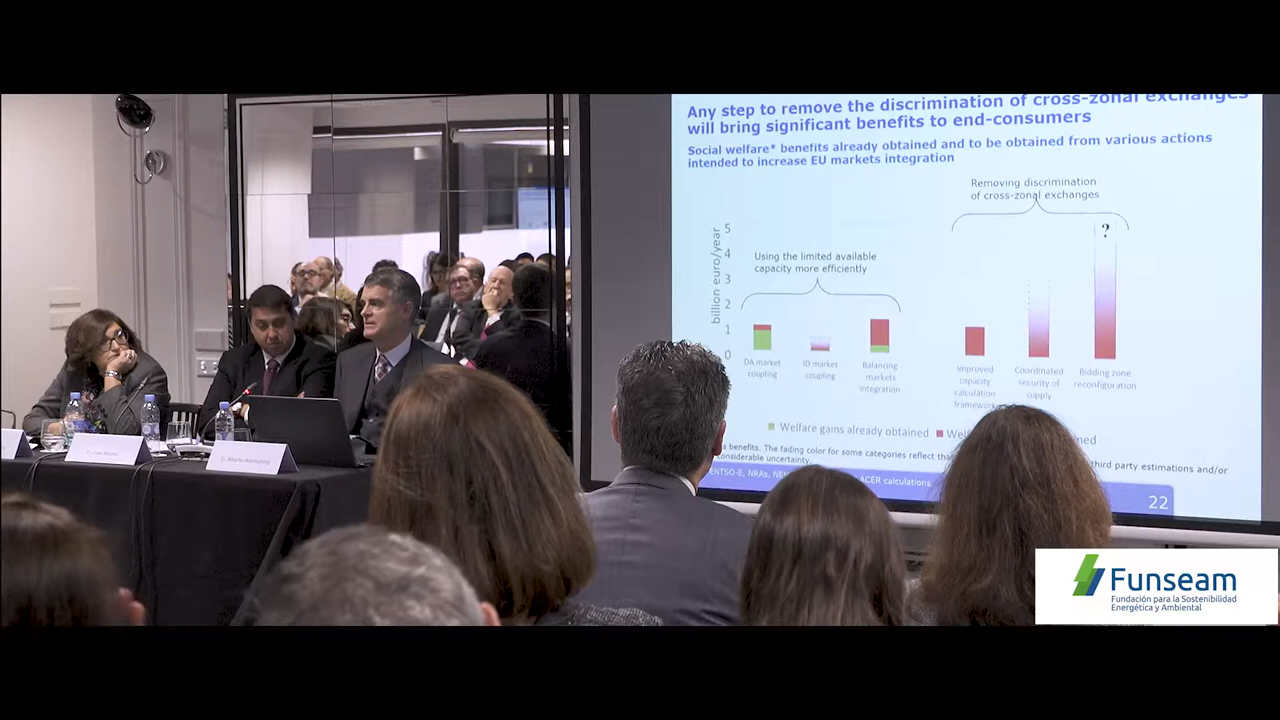 Any step to remove the discrimination of cross-zonal exchanges
will bring significant benefits to end-consumers
Social welfare* benefits already obtained and to be obtained from various actions
intended to increase EU markets integration
Removing discrimination
of cross-zonal exchanges
?
Using the limited available
capacity more efficiently
billion euro/year
5
4
3
2
1
0
DA market
coupling
ID market
coupling
Balancing
markets
integration
Improved
capacity
calculation
framework
Coordinated
security of
supply
Bidding zone
reconfiguration
Welfare gains already obtained
benefits. The fading color for some categories reflect
third party estimations and/or
considerable uncertainty.
ENTSO-E, NRAs,
ACER calculations
22
Funseam
Fundación para la Sostenibilidad
Energética y Ambiental